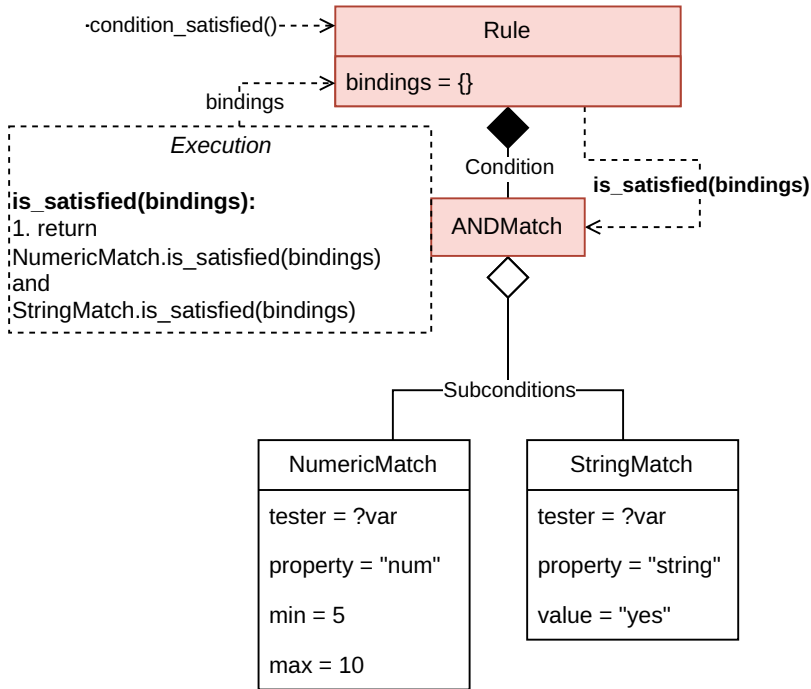 condition_satisfied()
Rule
bindings = {}
bindings
Execution
is_satisfied(bindings):
1. return
NumericMatch.is_satisfied(bindings)
and
StringMatch.is_satisfied(bindings)
Condition
is_satisfied(bindings)
ANDMatch
Subconditions
NumericMatch
tester = ?var
property = "num"
min = 5
max = 10
StringMatch
tester = ?var
property = "string"
value = "yes"